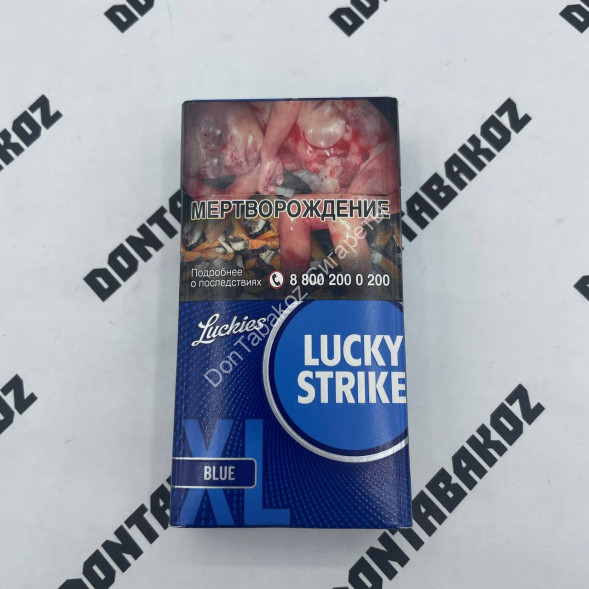 DONTABAKOZ
DONTABAKOZ
DONTABAKOZ
МЕРТВОРОЖДЕНИЕ
Подробнее
о последствиях
8 800 200 0 200
DonTabakoz Сигареты
Luckies
LUCKY
STRIKE
XL
BLUE
DONTABAKOZ
DONTABAKOZ